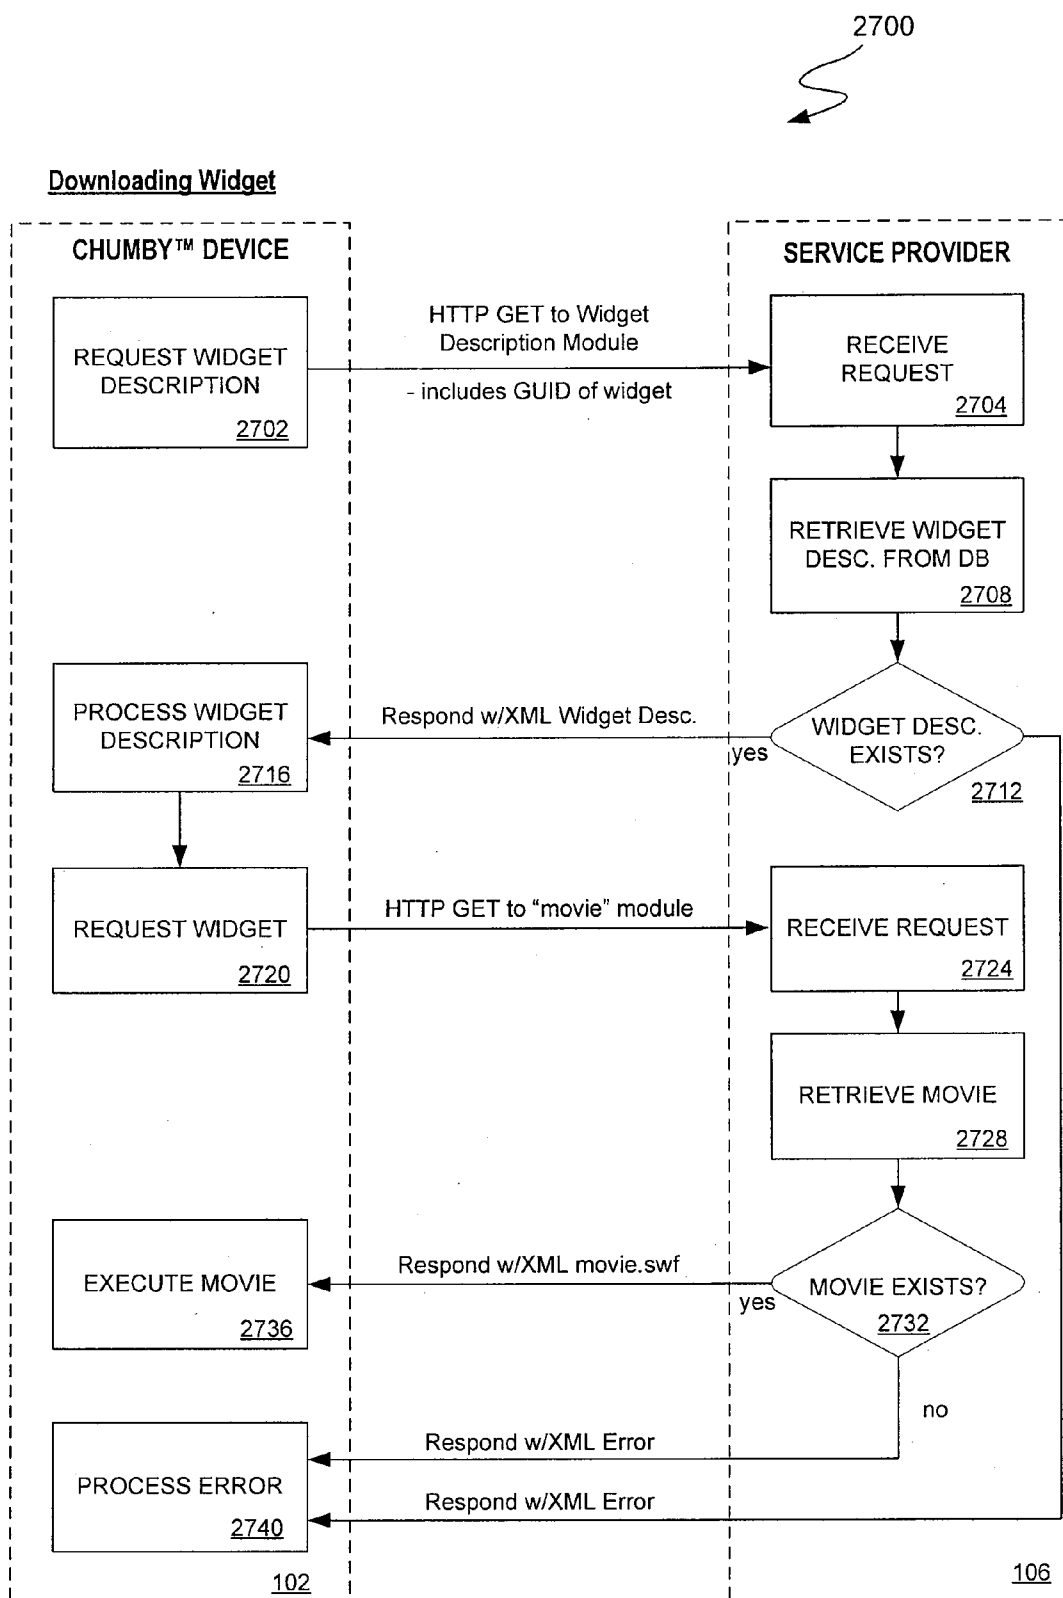 2700
Downloading Widget
CHUMBY™ DEVICE
SERVICE PROVIDER
REQUEST WIDGET
DESCRIPTION
2702
HTTP GET to Widget
Description Module
- includes GUID of widget
RECEIVE
REQUEST
2704
RETRIEVE WIDGET
DESC. FROM DB
2708
PROCESS WIDGET
DESCRIPTION
2716
Respond w/XML Widget Desc.
yes
WIDGET DESC.
EXISTS?
2712
REQUEST WIDGET
2720
HTTP GET to “movie” module
RECEIVE REQUEST
2724
RETRIEVE MOVIE
2728
EXECUTE MOVIE
2736
Respond w/XML movie.swf
yes
MOVIE EXISTS?
2732
no
Respond w/XML Error
PROCESS ERROR
2740
Respond w/XML Error
102
106